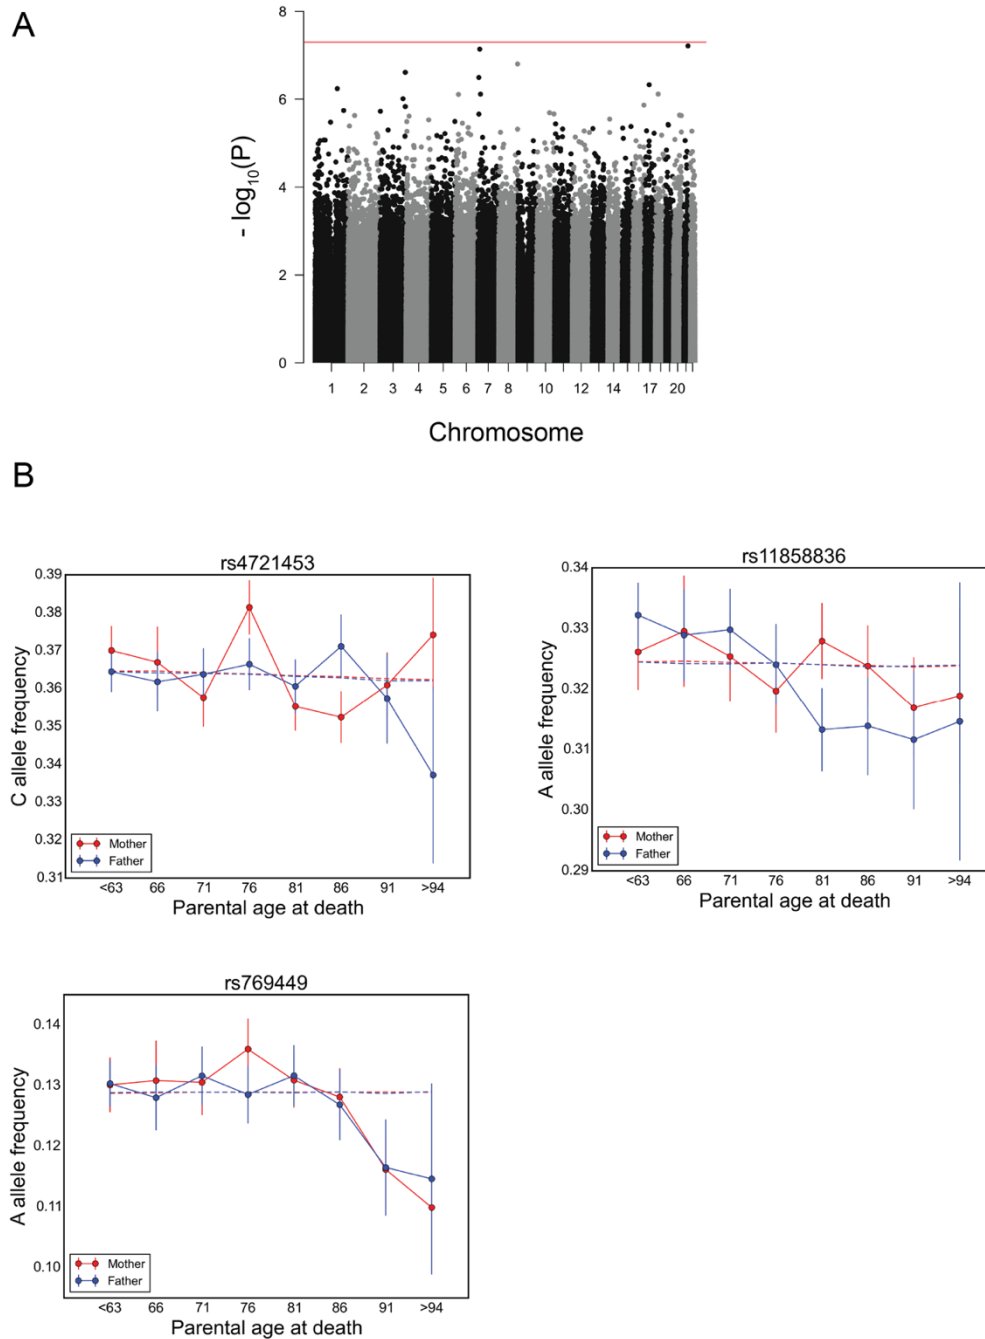 A
8
6
4
2
0
- log10(P)
1 2 3 4 5 6 7 8 10 12 14 17 20
Chromosome
B
rs4721453
0.39
0.38
0.37
0.36
0.35
0.34
0.33
0.32
0.31
C allele frequency
Mother
Father
<63 66 71 76 81 86 91 >94
Parental age at death
rs11858836
0.34
0.33
0.32
0.31
0.30
0.29
A allele frequency
Mother
Father
<63 66 71 76 81 86 91 >94
Parental age at death
rs769449
0.14
0.13
0.12
0.11
0.10
A allele frequency
Mother
Father
<63 66 71 76 81 86 91 >94
Parental age at death